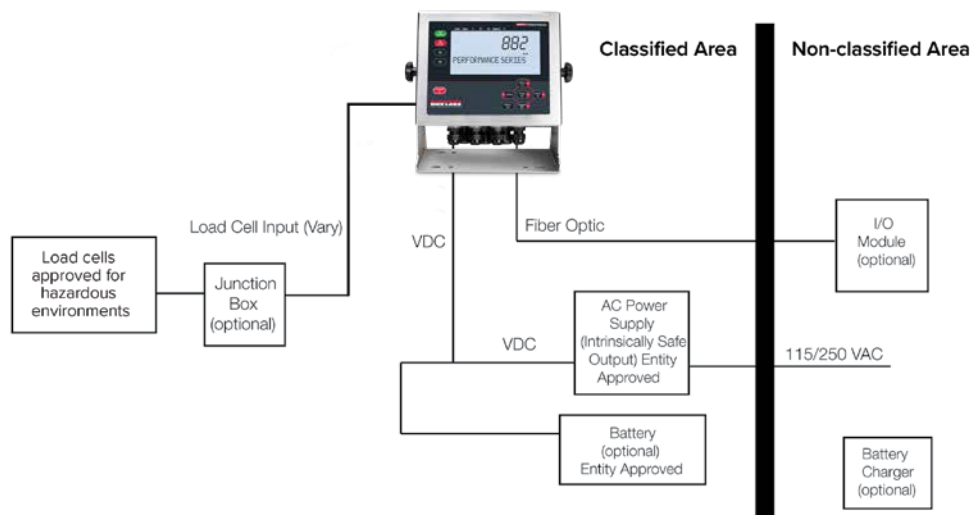 882
PERFORMANCE SERIES
RICE LAKE
Classified Area
Non-classified Area
Load Cell Input (Vary)
VDC
Fiber Optic
I/O
Module
(optional)
Load cells
approved for
hazardous
environments
Junction
Box
(optional)
VDC
AC Power
Supply
(Intrinsically Safe
Output) Entity
Approved
115/250 VAC
Battery
(optional)
Entity Approved
Battery
Charger
(optional)